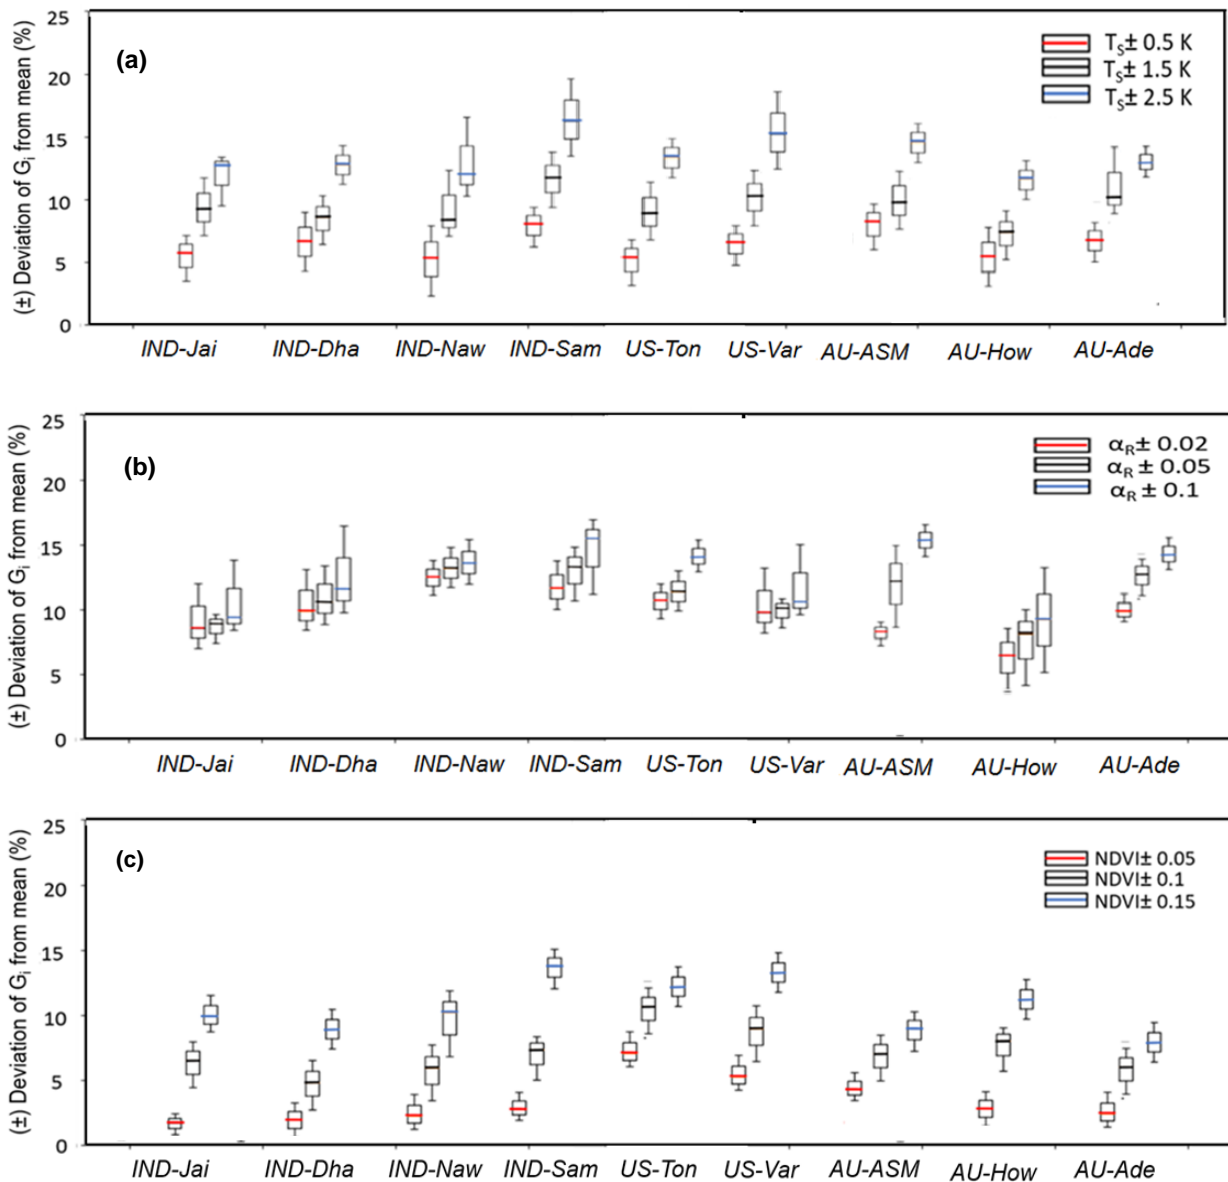 (a)
(±) Deviation of Gi from mean (%)
25
20
15
10
5
0
TS± 0.5 K
TS± 1.5 K
TS± 2.5 K
IND-Jai IND-Dha IND-Naw IND-Sam US-Ton US-Var AU-ASM AU-How AU-Ade
(b)
(±) Deviation of Gi from mean (%)
25
20
15
10
5
0
αR± 0.02
αR± 0.05
αR± 0.1
IND-Jai IND-Dha IND-Naw IND-Sam US-Ton US-Var AU-ASM AU-How AU-Ade
(c)
(±) Deviation of Gi from mean (%)
25
20
15
10
5
0
NDVI± 0.05
NDVI± 0.1
NDVI± 0.15
IND-Jai IND-Dha IND-Naw IND-Sam US-Ton US-Var AU-ASM AU-How AU-Ade